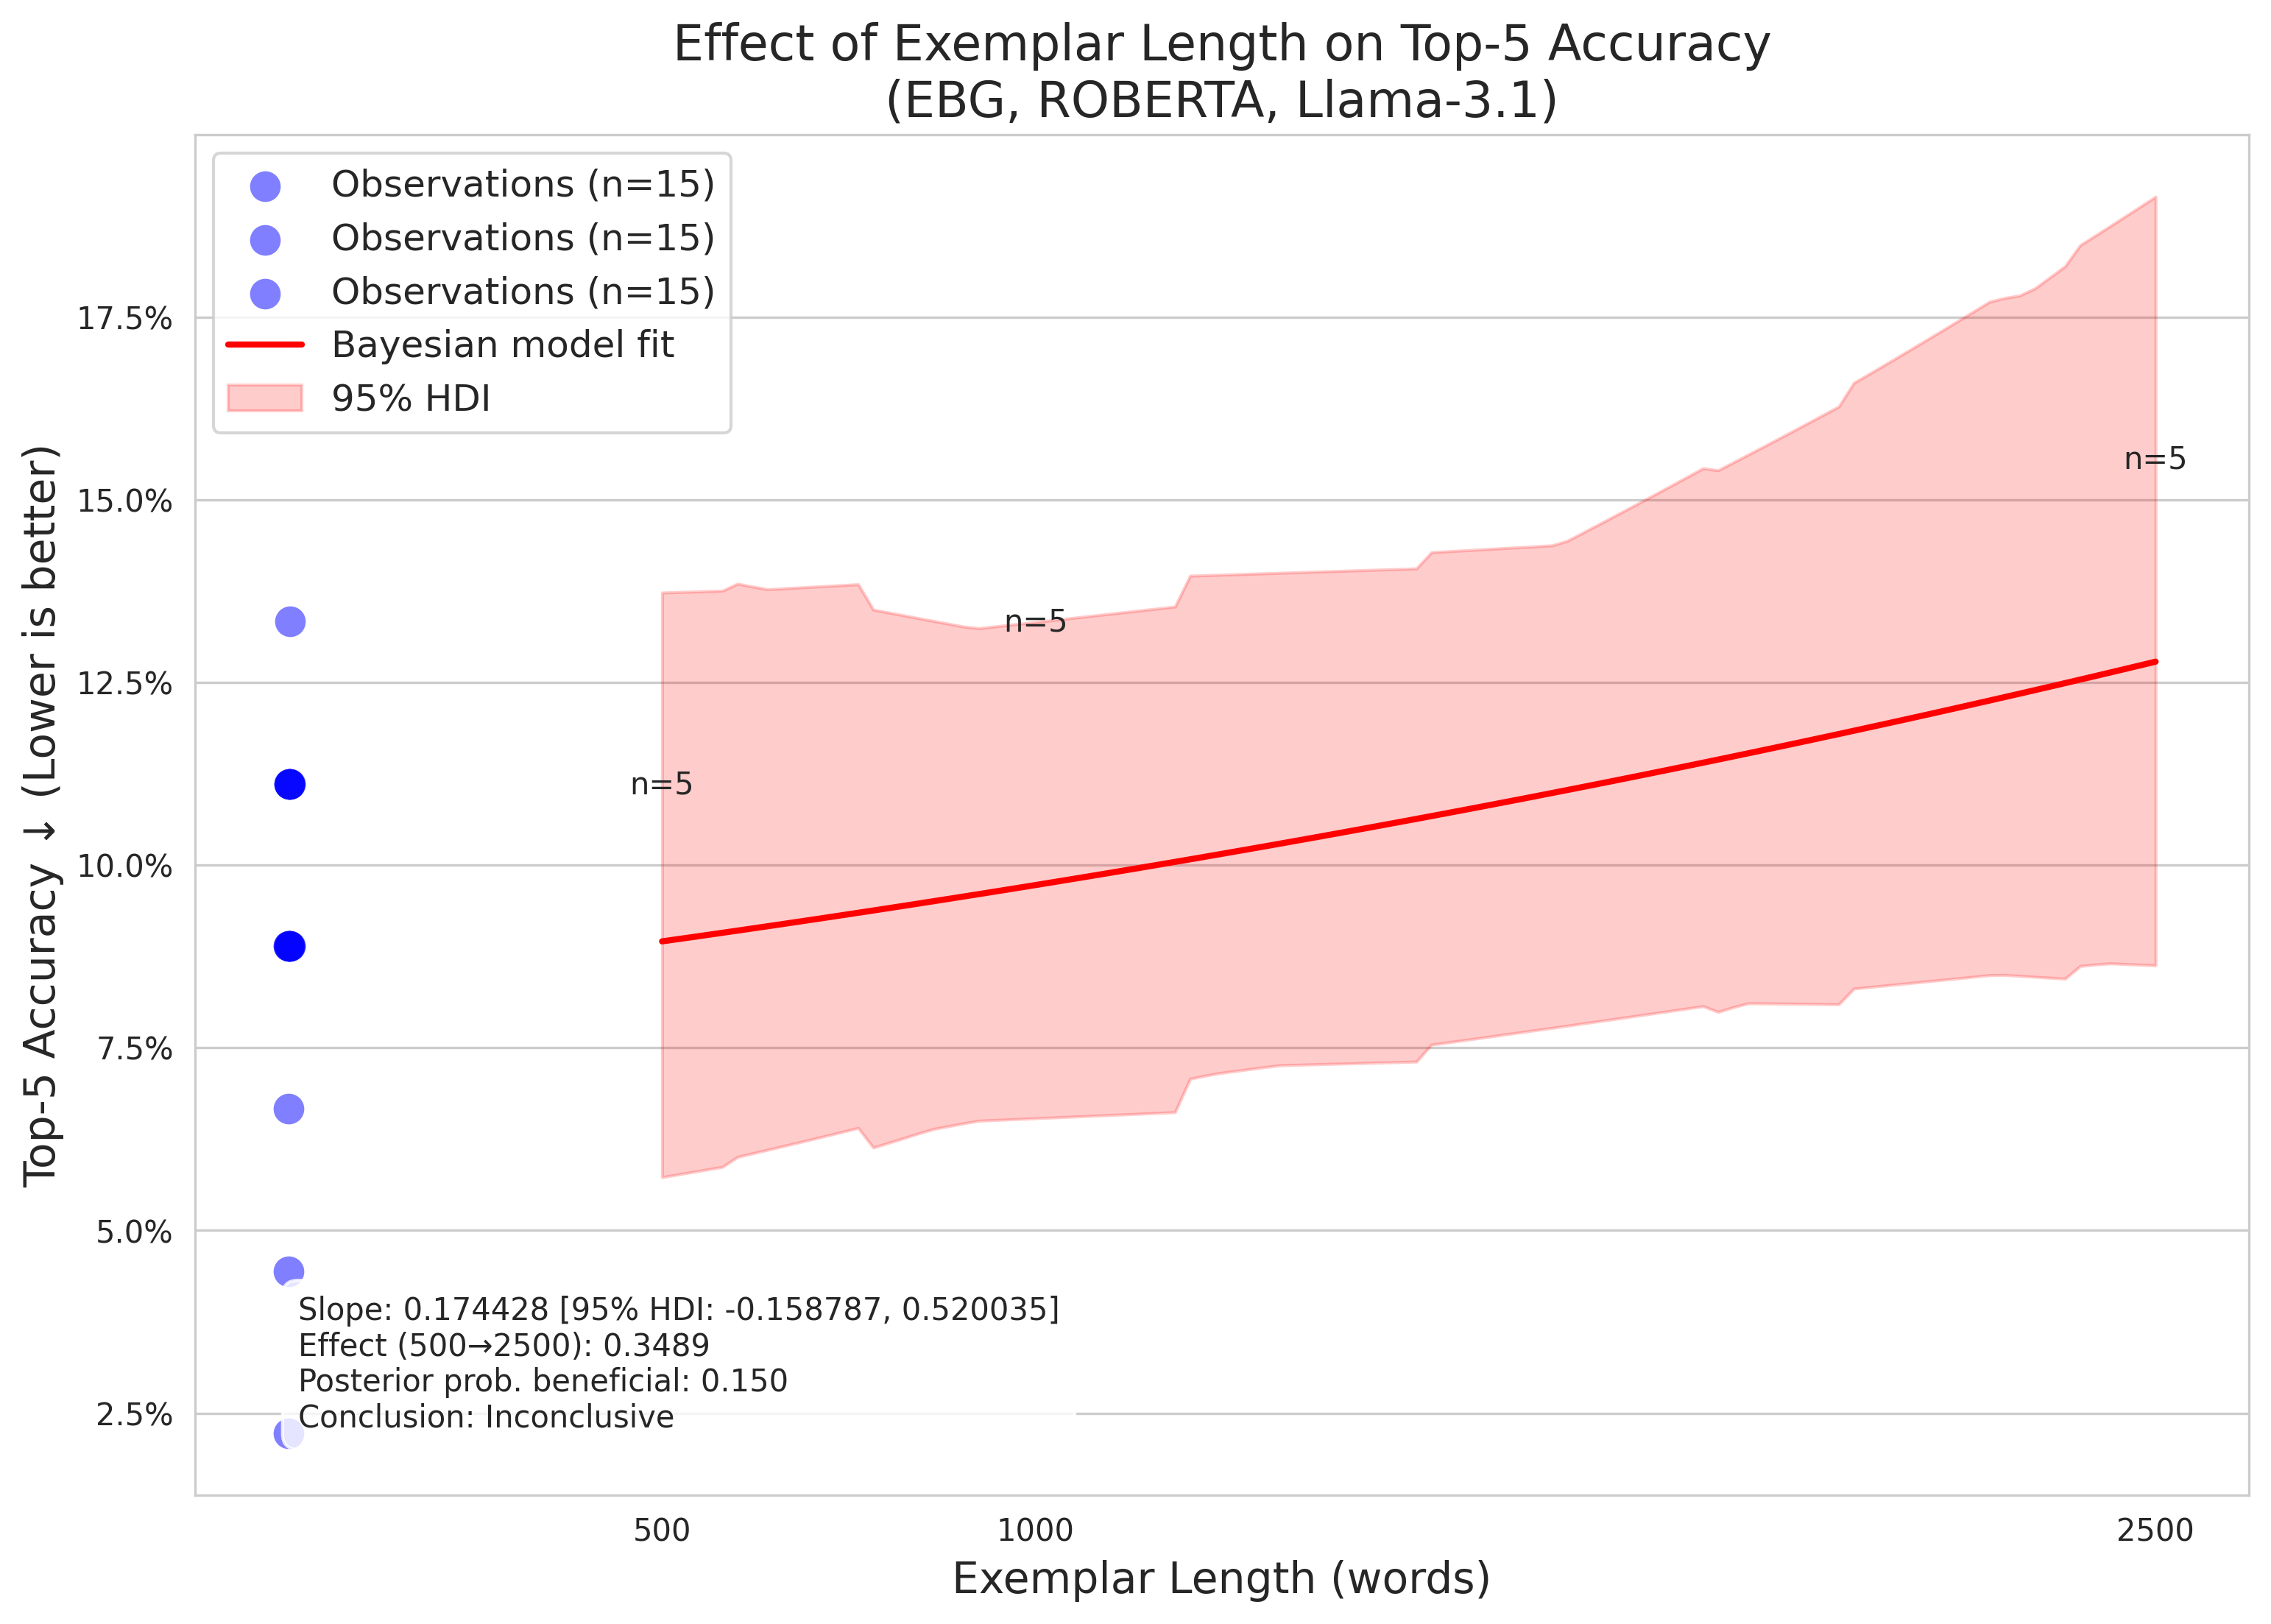 Effect of Exemplar Length on Top-5 Accuracy
(EBG, ROBERTA, Llama-3.1)
Observations (n=15)
Observations (n=15)
Observations (n=15)
Bayesian model fit
95% HDI
Top-5 Accuracy ↓ (Lower is better)
17.5%
15.0%
12.5%
10.0%
7.5%
5.0%
2.5%
n=5
n=5
n=5
Slope: 0.174428 [95% HDI: -0.158787, 0.520035]
Effect (500→2500): 0.3489
Posterior prob. beneficial: 0.150
Conclusion: Inconclusive
500
1000
2500
Exemplar Length (words)